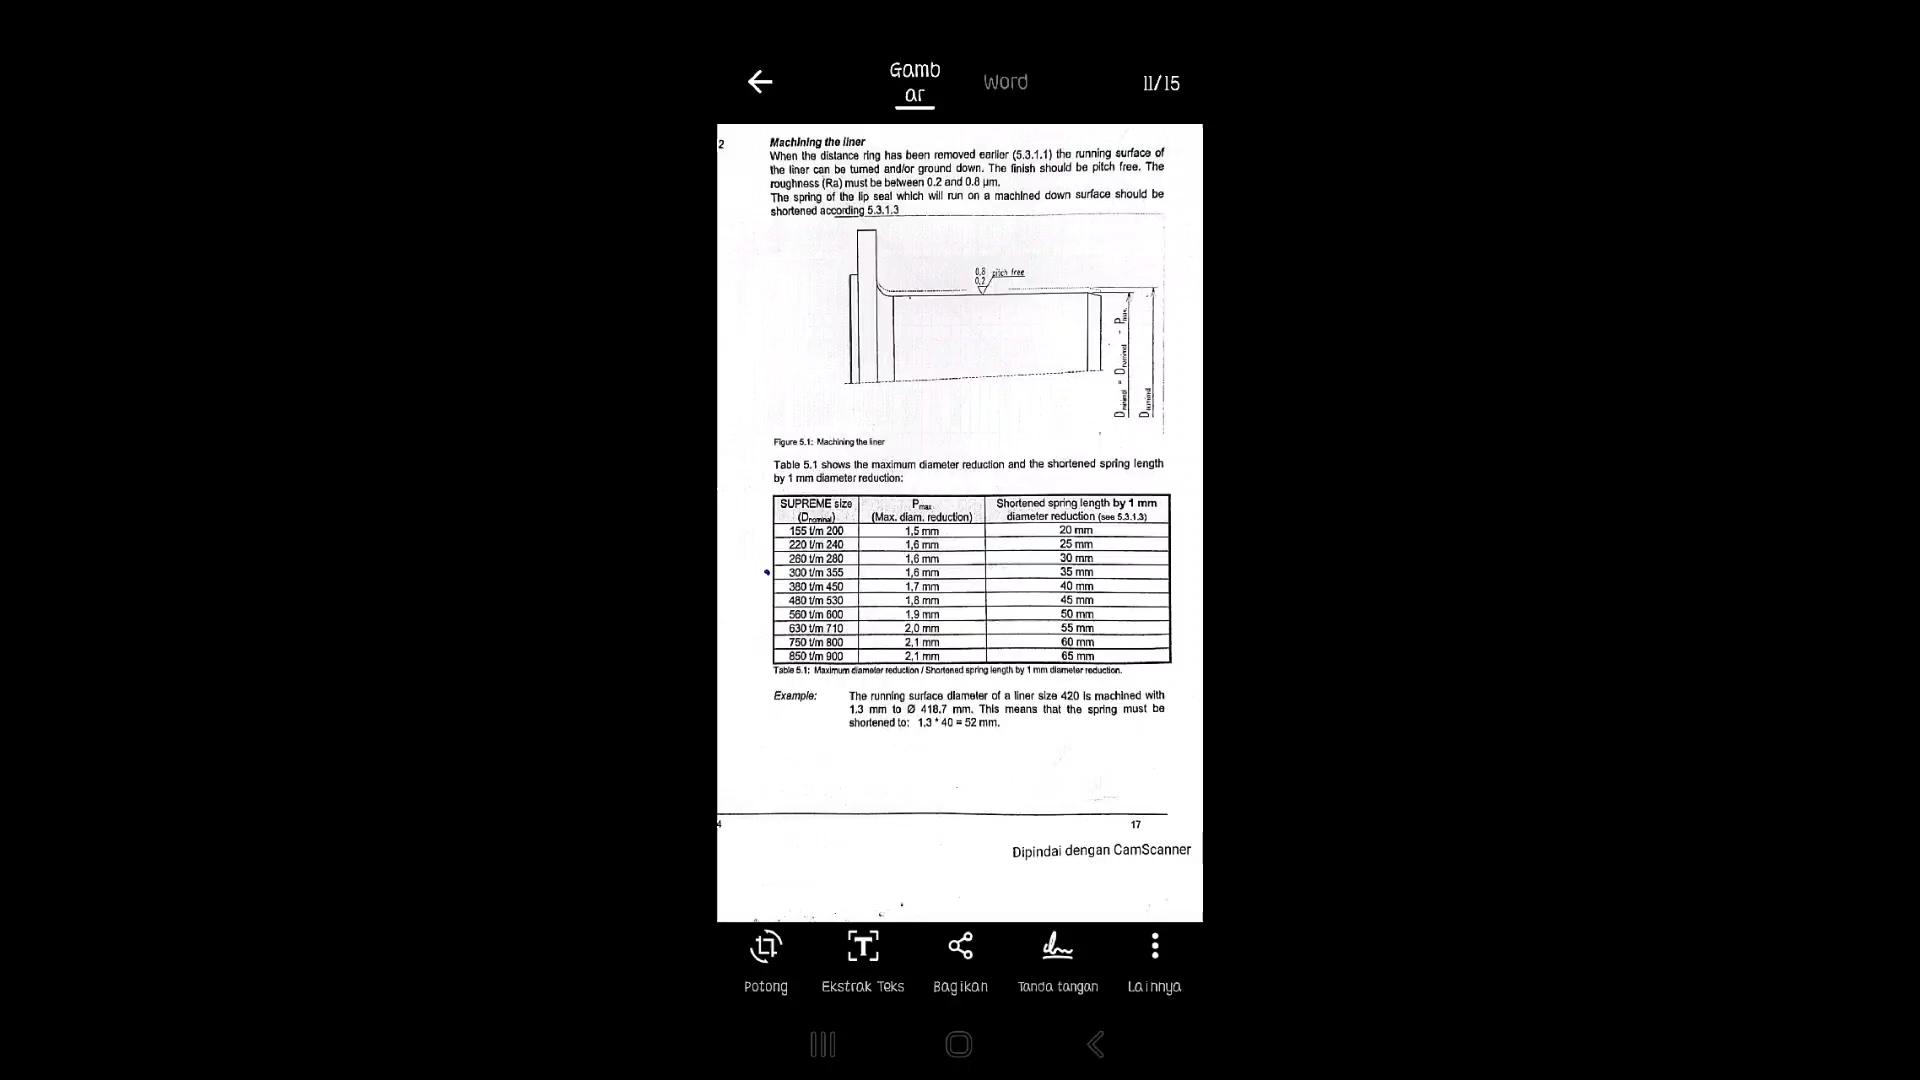 Gamb
ar
Word
11/15
2
Machining the liner
When the distance ring has been removed earlier (5.3.1.1) the running surface of
the liner can be turned and/or ground down. The finish should be pitch free. The
roughness (Ra) must be between 0.2 and 0.8 µm.
The spring of the lip seal which will run on a machined down surface should be
shortened according 5.3.1.3
0,8
0,2
pitch free
Dminimal = Dnominal - Pmax.
Dnominal
Figure 5.1: Machining the liner
Table 5.1 shows the maximum diameter reduction and the shortened spring length
by 1 mm diameter reduction:
SUPREME size
(Dnominal)
Pmax
(Max. diam. reduction)
Shortened spring length by 1 mm
diameter reduction (see 5.3.1.3)
155 t/m 200 1,5 mm 20 mm
220 t/m 240 1,6 mm 25 mm
260 t/m 280 1,6 mm 30 mm
300 t/m 355 1,6 mm 35 mm
380 t/m 450 1,7 mm 40 mm
480 t/m 530 1,8 mm 45 mm
560 t/m 600 1,9 mm 50 mm
630 t/m 710 2,0 mm 55 mm
750 t/m 800 2,1 mm 60 mm
850 t/m 900 2,1 mm 65 mm
Table 5.1: Maximum diameter reduction / Shortened spring length by 1 mm diameter reduction.
Example: The running surface diameter of a liner size 420 is machined with
1.3 mm to Ø 418,7 mm. This means that the spring must be
shortened to: 1,3 * 40 = 52 mm.
4
17
Dipindai dengan CamScanner
Potong
Ekstrak Teks
Bagikan
Tanda tangan
Lainnya